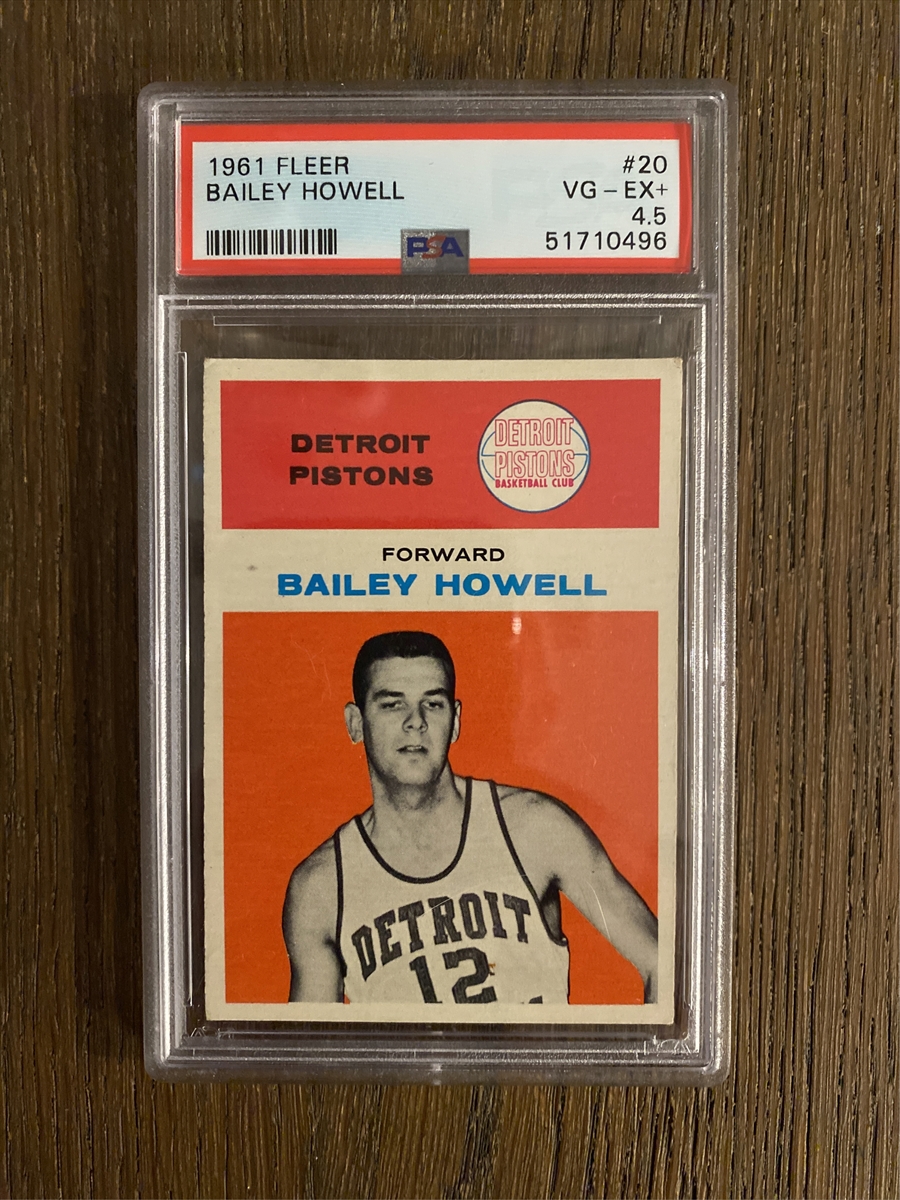 1961 FLEER #20
BAILEY HOWELL VG - EX+
4.5
PSA 51710496
DETROIT
PISTONS
DETROIT
PISTONS
BASKETBALL CLUB
FORWARD
BAILEY HOWELL
DETROIT
12